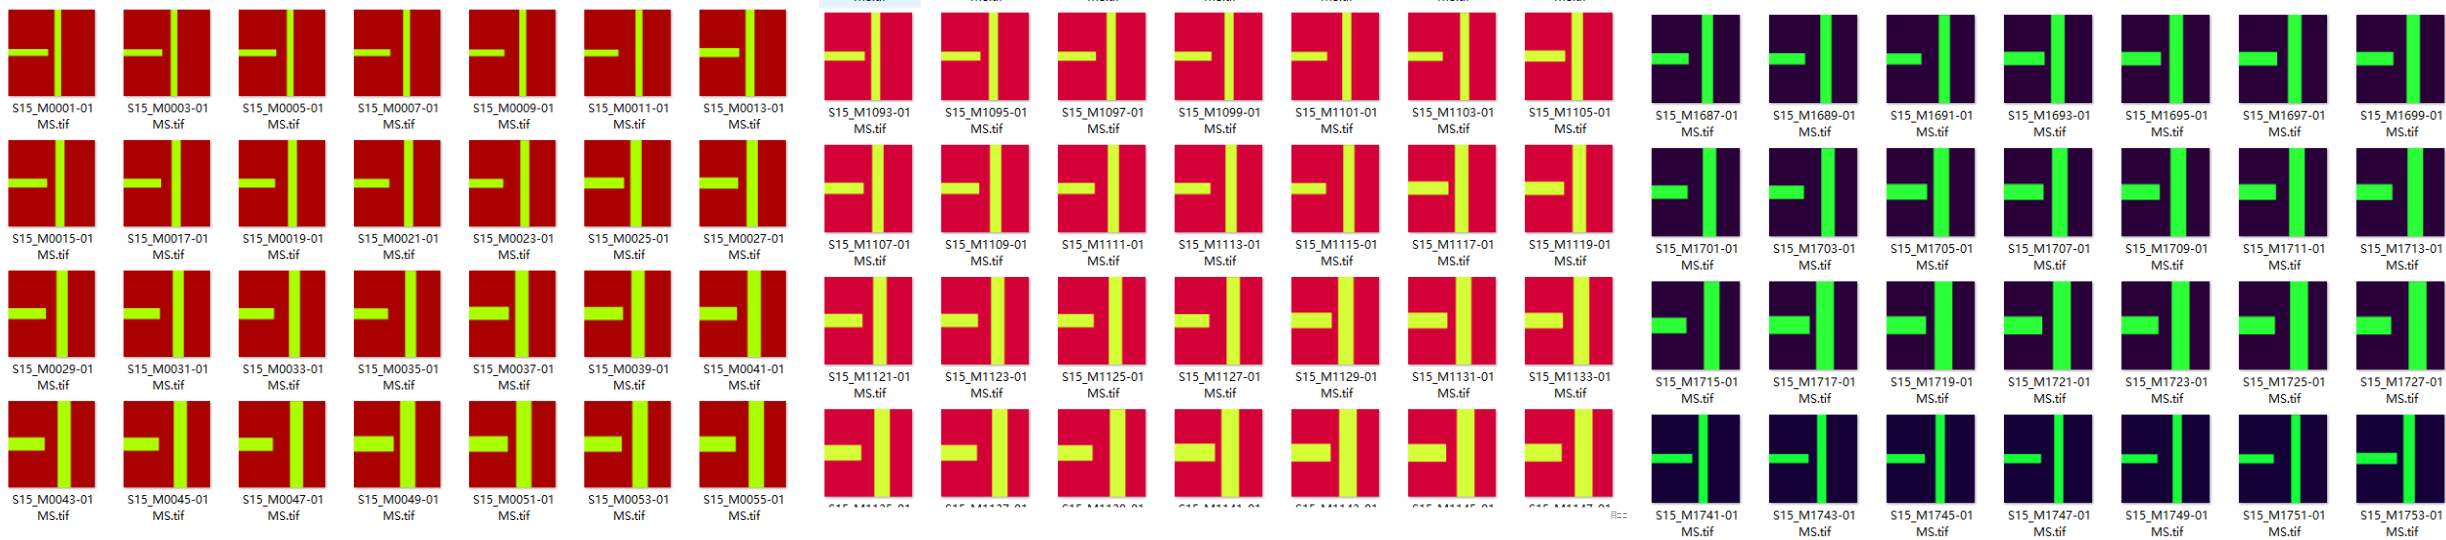 S15_M0001-01 S15_M0003-01 S15_M0005-01 S15_M0007-01 S15_M0009-01 S15_M0011-01 S15_M0013-01
MS.tif MS.tif MS.tif MS.tif MS.tif MS.tif MS.tif
S15_M0015-01 S15_M0017-01 S15_M0019-01 S15_M0021-01 S15_M0023-01 S15_M0025-01 S15_M0027-01
MS.tif MS.tif MS.tif MS.tif MS.tif MS.tif MS.tif
S15_M0029-01 S15_M0031-01 S15_M0033-01 S15_M0035-01 S15_M0037-01 S15_M0039-01 S15_M0041-01
MS.tif MS.tif MS.tif MS.tif MS.tif MS.tif MS.tif
S15_M0043-01 S15_M0045-01 S15_M0047-01 S15_M0049-01 S15_M0051-01 S15_M0053-01 S15_M0055-01
MS.tif MS.tif MS.tif MS.tif MS.tif MS.tif MS.tif
S15_M1093-01 S15_M1095-01 S15_M1097-01 S15_M1099-01 S15_M1101-01 S15_M1103-01 S15_M1105-01
MS.tif MS.tif MS.tif MS.tif MS.tif MS.tif MS.tif
S15_M1107-01 S15_M1109-01 S15_M1111-01 S15_M1113-01 S15_M1115-01 S15_M1117-01 S15_M1119-01
MS.tif MS.tif MS.tif MS.tif MS.tif MS.tif MS.tif
S15_M1121-01 S15_M1123-01 S15_M1125-01 S15_M1127-01 S15_M1129-01 S15_M1131-01 S15_M1133-01
MS.tif MS.tif MS.tif MS.tif MS.tif MS.tif MS.tif
S15_M1687-01 S15_M1689-01 S15_M1691-01 S15_M1693-01 S15_M1695-01 S15_M1697-01 S15_M1699-01
MS.tif MS.tif MS.tif MS.tif MS.tif MS.tif MS.tif
S15_M1701-01 S15_M1703-01 S15_M1705-01 S15_M1707-01 S15_M1709-01 S15_M1711-01 S15_M1713-01
MS.tif MS.tif MS.tif MS.tif MS.tif MS.tif MS.tif
S15_M1715-01 S15_M1717-01 S15_M1719-01 S15_M1721-01 S15_M1723-01 S15_M1725-01 S15_M1727-01
MS.tif MS.tif MS.tif MS.tif MS.tif MS.tif MS.tif
S15_M1741-01 S15_M1743-01 S15_M1745-01 S15_M1747-01 S15_M1749-01 S15_M1751-01 S15_M1753-01
MS.tif MS.tif MS.tif MS.tif MS.tif MS.tif MS.tif